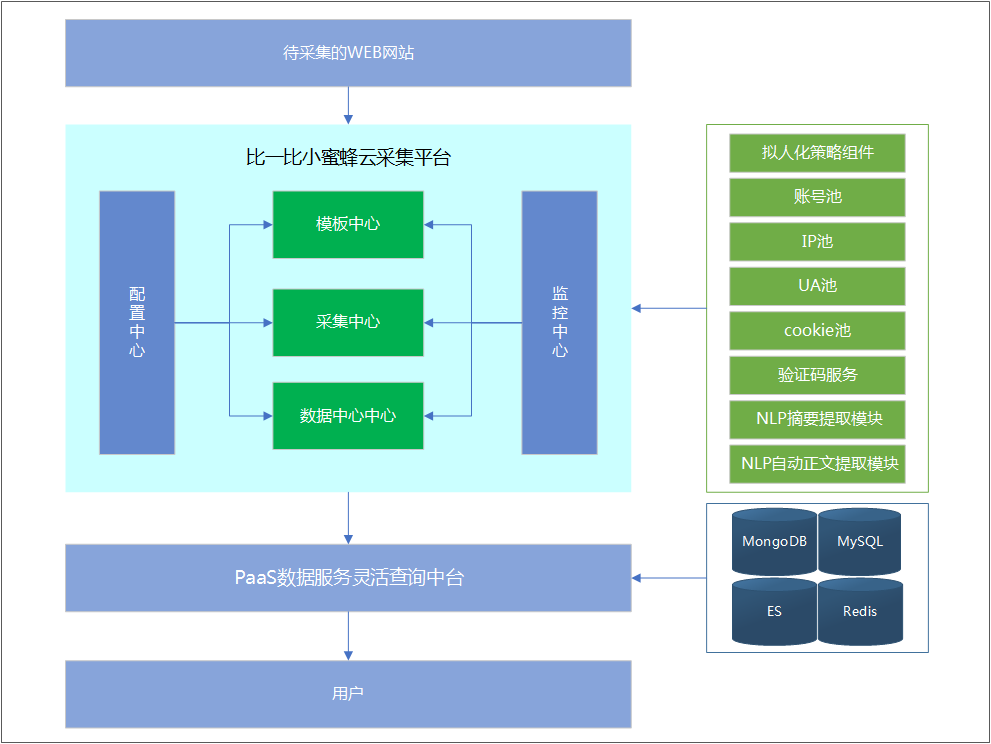 待采集的WEB网站
比一比小蜜蜂云采集平台
配置中心
模板中心
采集中心
数据中心中心
监控中心
拟人化策略组件
账号池
IP池
UA池
cookie池
验证码服务
NLP摘要提取模块
NLP自动正文提取模块
MongoDB
MySQL
ES
Redis
PaaS数据服务灵活查询中台
用户